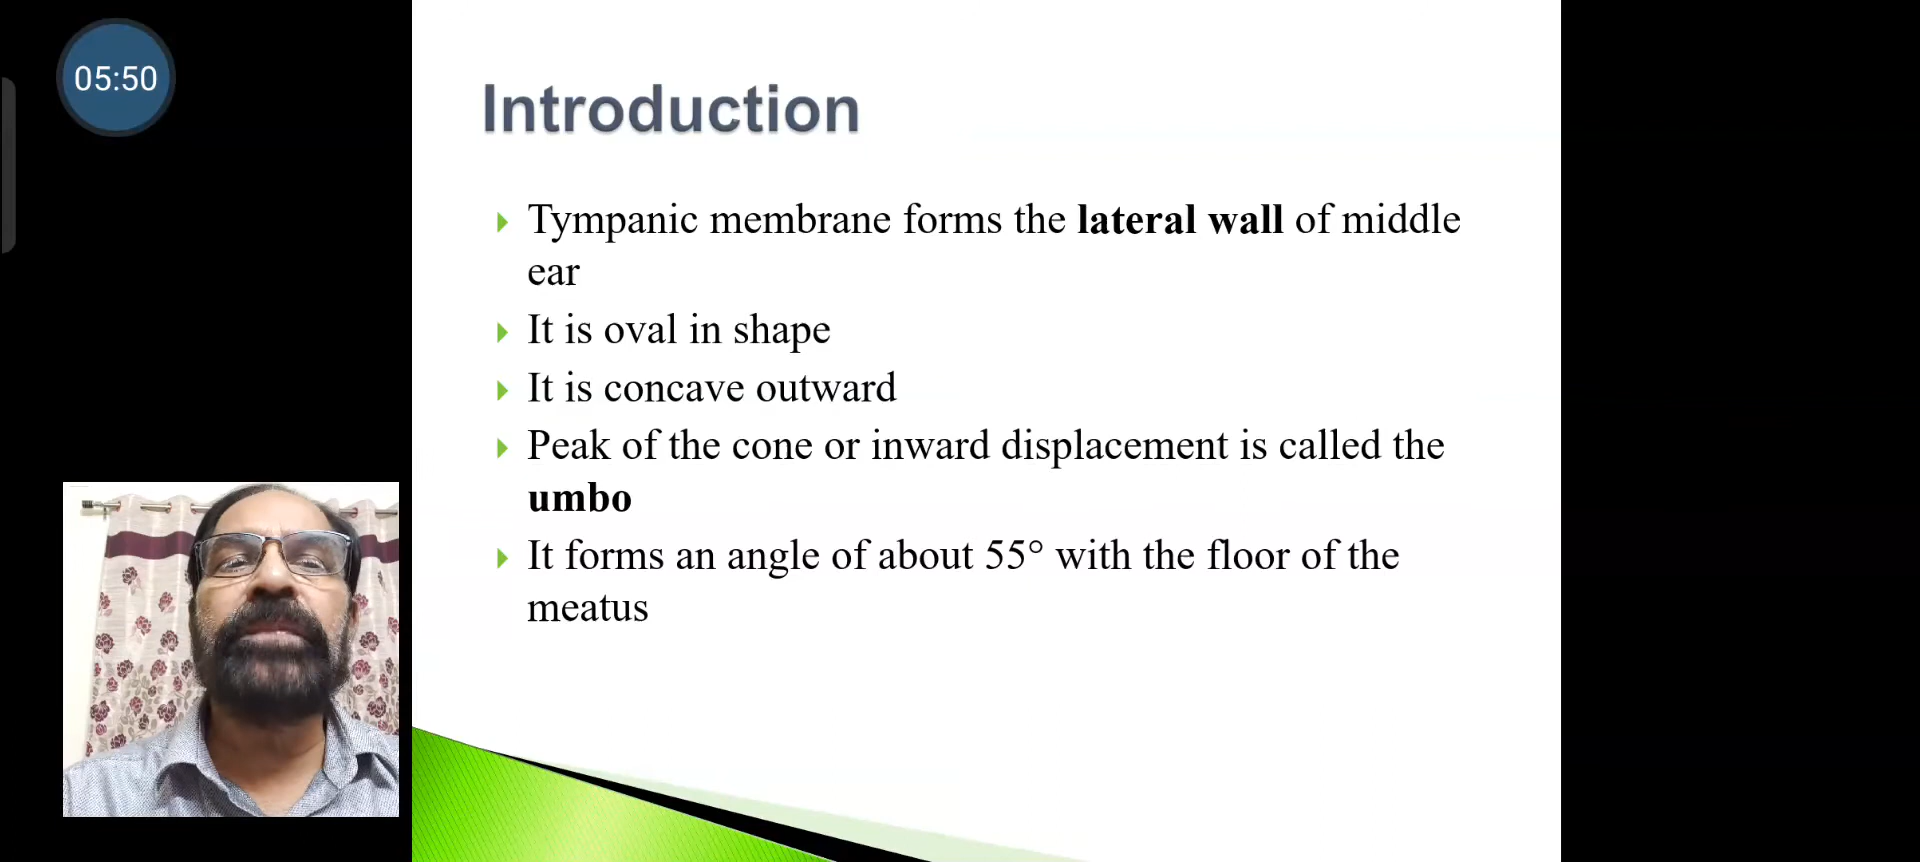 05:50
Introduction
Tympanic membrane forms the lateral wall of middle
ear
It is oval in shape
It is concave outward
Peak of the cone or inward displacement is called the
umbo
It forms an angle of about 55° with the floor of the
meatus